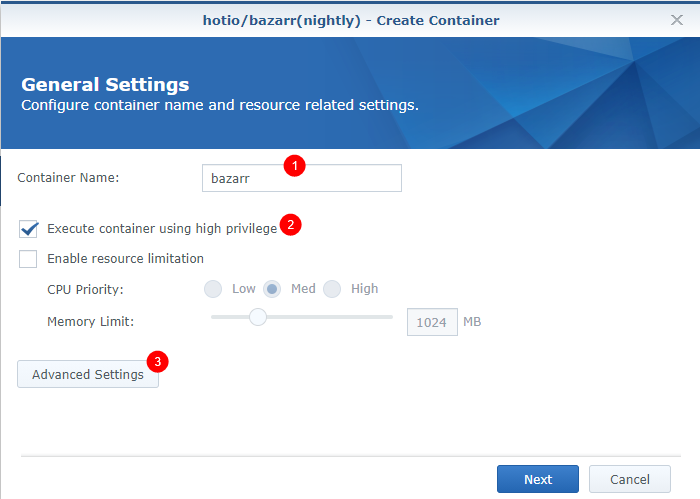 hotio/bazarr(nightly) - Create Container
General Settings
Configure container name and resource related settings.
Container Name: bazarr 1
Execute container using high privilege 2
Enable resource limitation
CPU Priority: Low Med High
Memory Limit: 1024 MB
Advanced Settings 3
Next Cancel